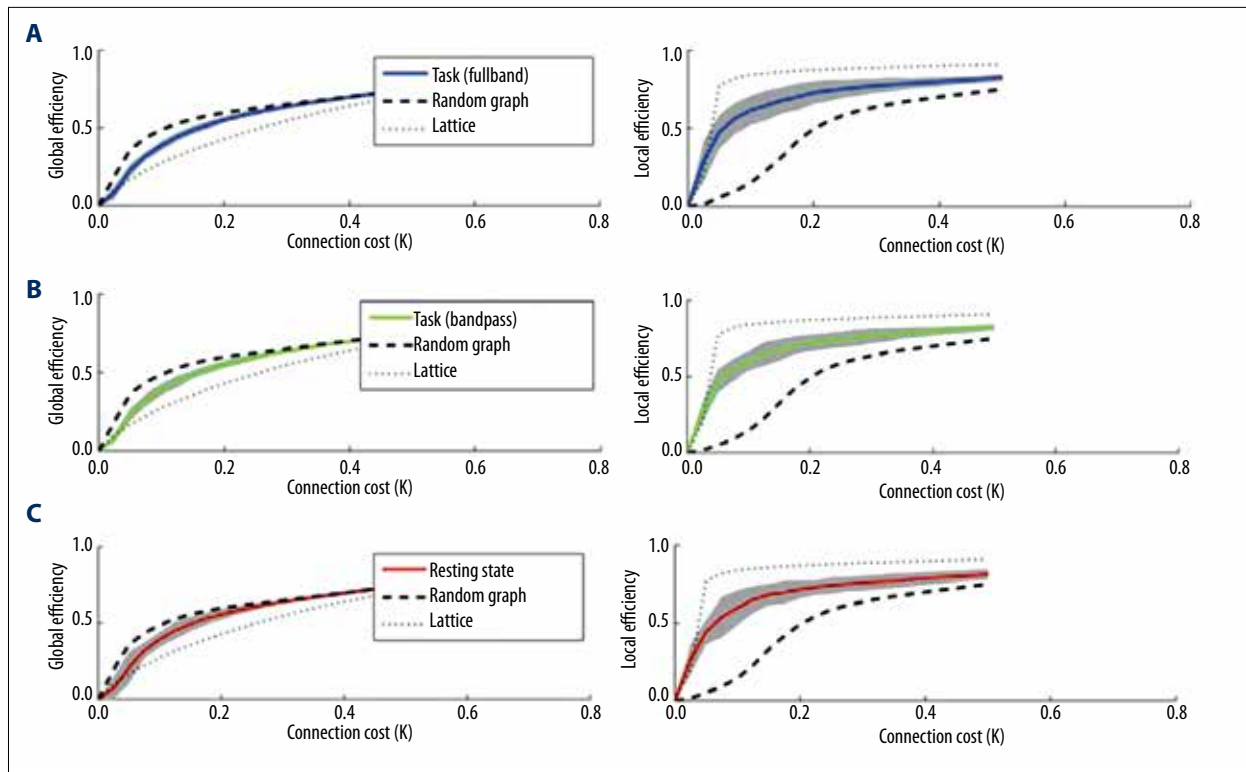 A
Global efficiency
1.0
0.5
0.0
0.0 0.2 0.4 0.6 0.8
Connection cost (K)
Task (fullband)
Random graph
Lattice
Local efficiency
1.0
0.5
0.0
0.0 0.2 0.4 0.6 0.8
Connection cost (K)
B
Global efficiency
1.0
0.5
0.0
0.0 0.2 0.4 0.6 0.8
Connection cost (K)
Task (bandpass)
Random graph
Lattice
Local efficiency
1.0
0.5
0.0
0.0 0.2 0.4 0.6 0.8
Connection cost (K)
C
Global efficiency
1.0
0.5
0.0
0.0 0.2 0.4 0.6 0.8
Connection cost (K)
Resting state
Random graph
Lattice
Local efficiency
1.0
0.5
0.0
0.0 0.2 0.4 0.6 0.8
Connection cost (K)